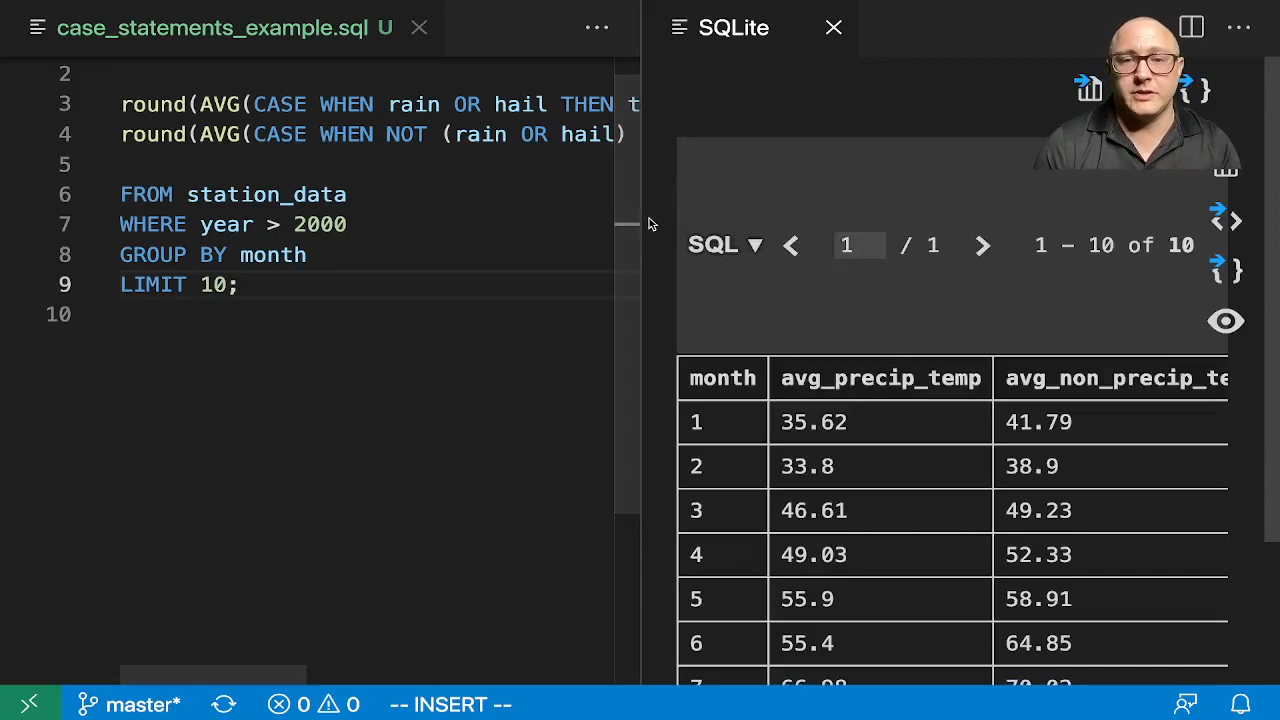 case_statements_example.sql U
SQLite
2
3 round(AVG(CASE WHEN rain OR hail THEN t
4 round(AVG(CASE WHEN NOT (rain OR hail)
5
6 FROM station_data
7 WHERE year > 2000
8 GROUP BY month
9 LIMIT 10;
10
SQL 1 / 1 1 - 10 of 10
month avg_precip_temp avg_non_precip_te
1 35.62 41.79
2 33.8 38.9
3 46.61 49.23
4 49.03 52.33
5 55.9 58.91
6 55.4 64.85
master* 0 0 -- INSERT --